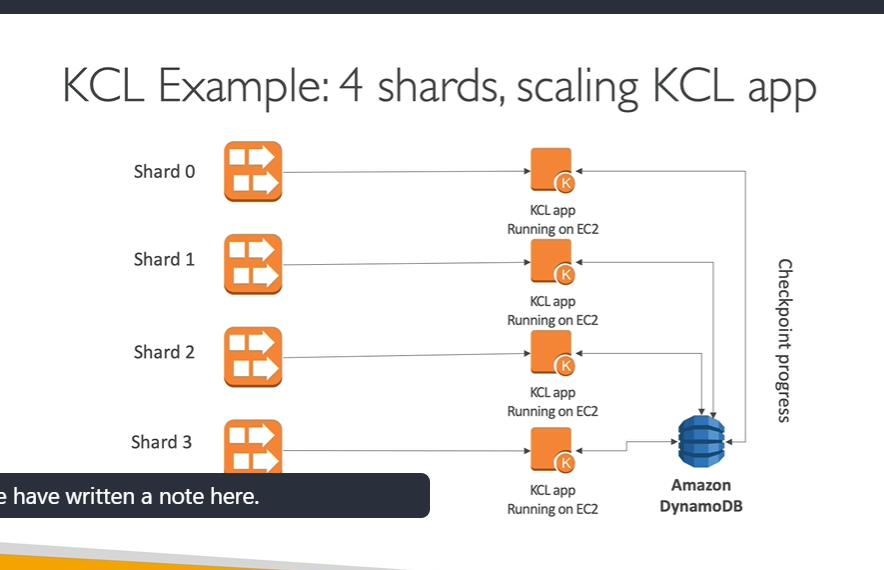 KCL Example: 4 shards, scaling KCL app
Shard 0
K
KCL app
Running on EC2
Shard 1
K
KCL app
Running on EC2
Shard 2
K
KCL app
Running on EC2
Shard 3
K
KCL app
Running on EC2
Checkpoint progress
Amazon
DynamoDB
have written a note here.